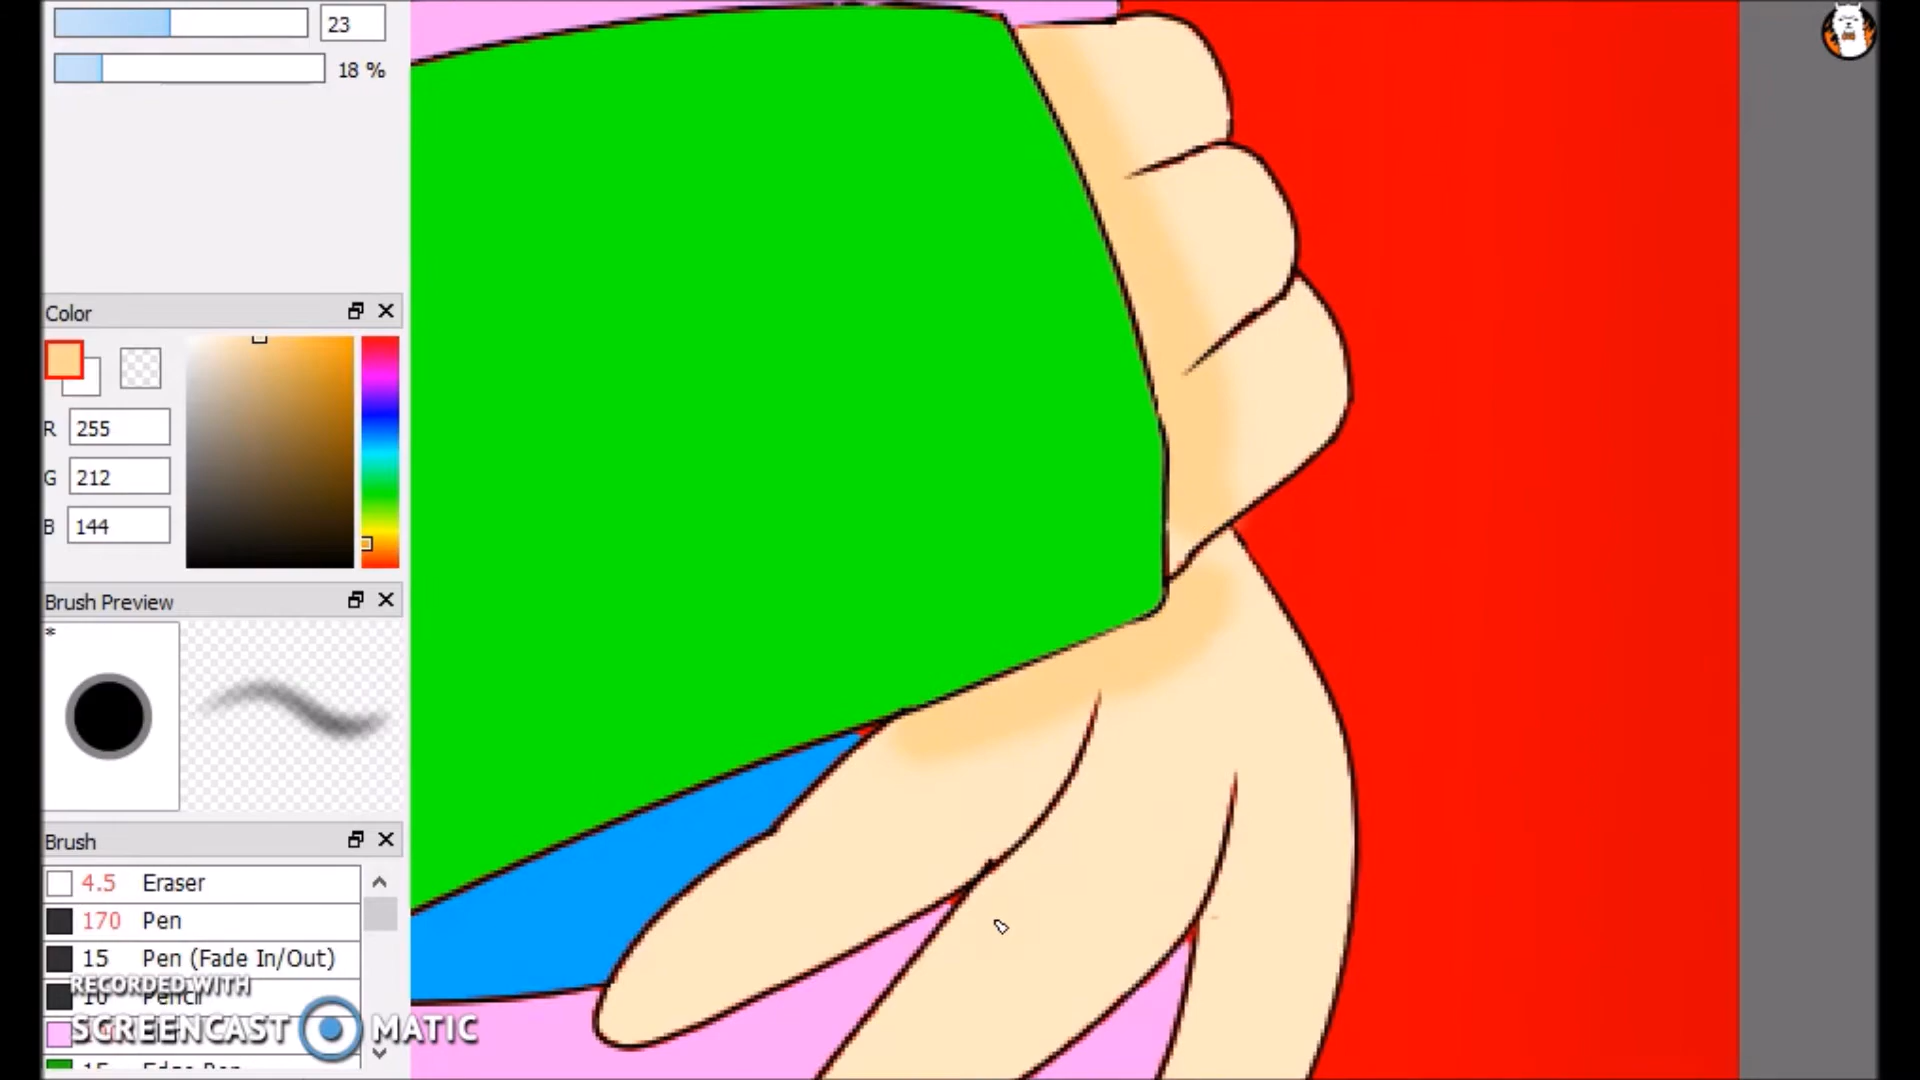 23
18 %
Color
R 255
G 212
B 144
Brush Preview
*
Brush
4.5 Eraser
170 Pen
15 Pen (Fade In/Out)
10 Pencil
RECORDED WITH
SCREENCAST MATIC
15 Edge Pen